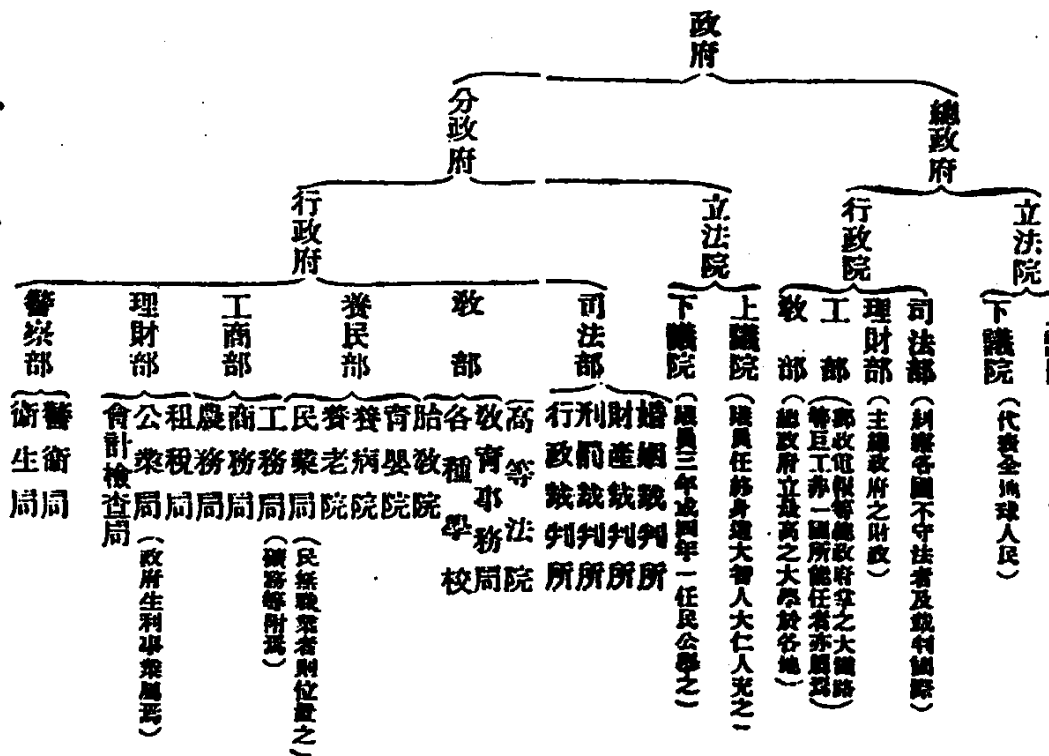 政府
總政府
立法院
下議院
(代表全地球人民)
行政院
司法部
(糾察各國不守法者及裁判國際)
理財部
(主總政府之財政)
工部
(郵政電報等總政府掌之大鐵路
等巨工非一國所能任者亦屬焉)
教部
(總政府立最高之大學於各地)
分政府
立法院
上議院
(議員任終身選大智人大仁人充之)
下議院
(議員三年或四年一任民公舉之)
行政府
司法部
婚姻裁判所
財產裁判所
刑罰裁判所
行政裁判所
高等法院
教部
教育事務局
各種學校
養民部
胎教院
育嬰院
養病院
養老院
民業局
(民無職業者則位置之)
工商部
工務局
(礦務等附焉)
商務局
農務局
理財部
租稅局
公業局
(政府生利事業屬焉)
會計檢查局
警察部
警衛局
衛生局